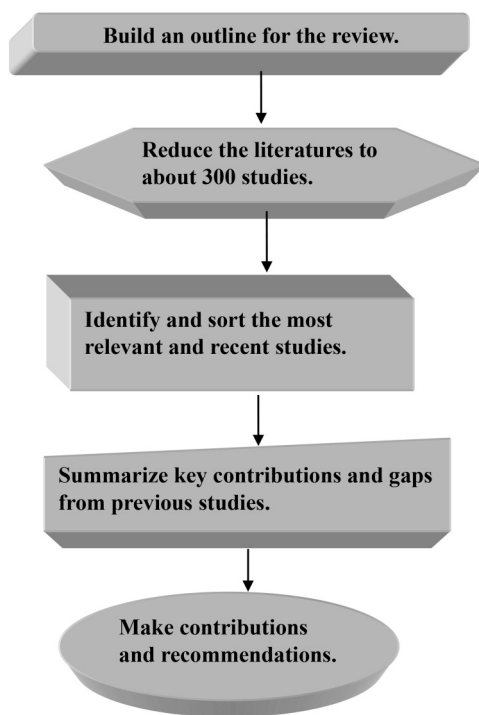 Build an outline for the review.
Reduce the literatures to
about 300 studies.
Identify and sort the most
relevant and recent studies.
Summarize key contributions and gaps
from previous studies.
Make contributions
and recommendations.